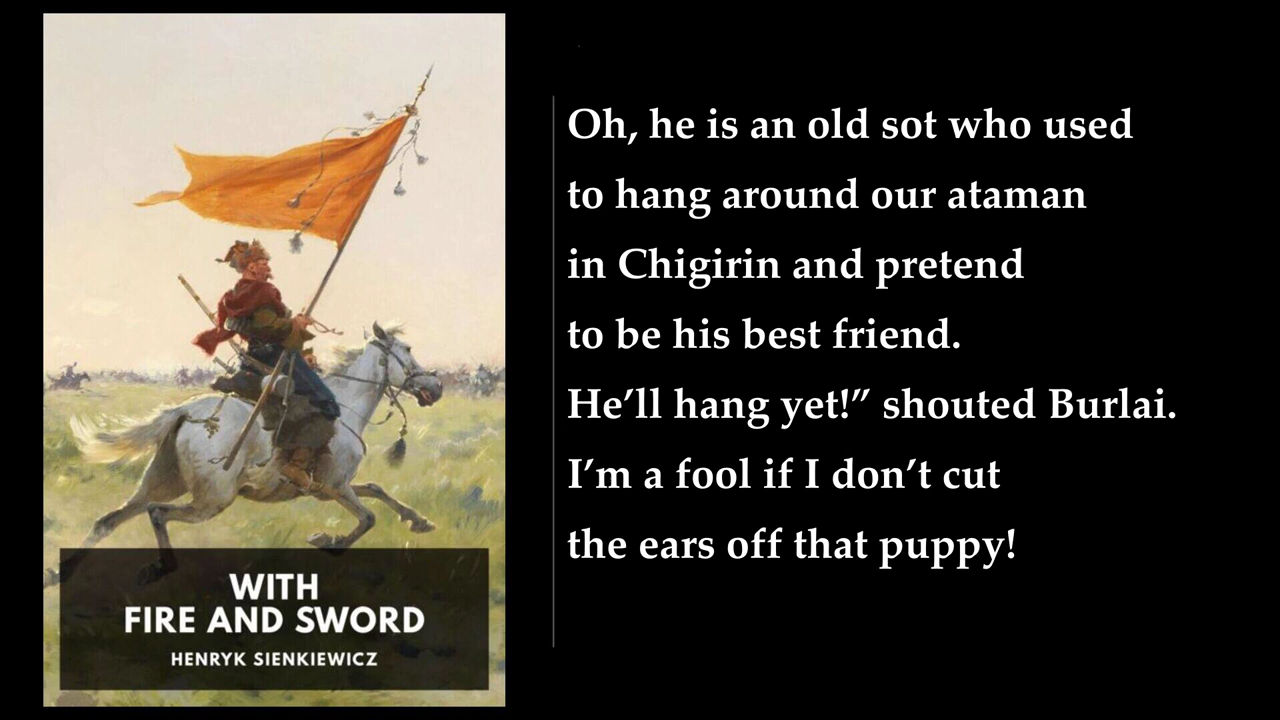 WITH
FIRE AND SWORD
HENRYK SIENKIEWICZ
Oh, he is an old sot who used
to hang around our ataman
in Chigirin and pretend
to be his best friend.
He’ll hang yet!” shouted Burlai.
I’m a fool if I don’t cut
the ears off that puppy!